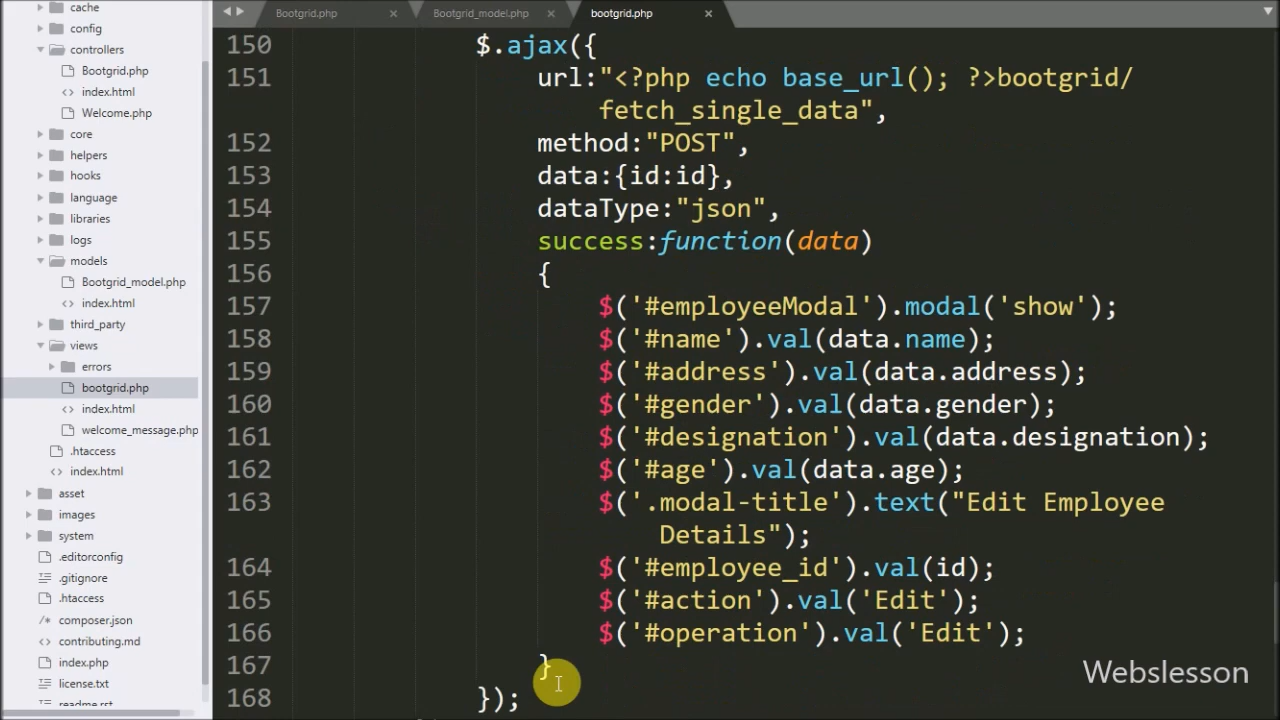 cache
config
controllers
Bootgrid.php
index.html
Welcome.php
core
helpers
hooks
language
libraries
logs
models
Bootgrid_model.php
index.html
third_party
views
errors
bootgrid.php
index.html
welcome_message.php
.htaccess
index.html
asset
images
system
.editorconfig
.gitignore
.htaccess
composer.json
contributing.md
index.php
license.txt
readme.rst
Bootgrid.php
Bootgrid_model.php
bootgrid.php
150 $.ajax({
151 url:"<?php echo base_url(); ?>bootgrid/
fetch_single_data",
152 method:"POST",
153 data:{id:id},
154 dataType:"json",
155 success:function(data)
156 {
157 $('#employeeModal').modal('show');
158 $('#name').val(data.name);
159 $('#address').val(data.address);
160 $('#gender').val(data.gender);
161 $('#designation').val(data.designation);
162 $('#age').val(data.age);
163 $('.modal-title').text("Edit Employee
Details");
164 $('#employee_id').val(id);
165 $('#action').val('Edit');
166 $('#operation').val('Edit');
167 }
168 });
Webslesson